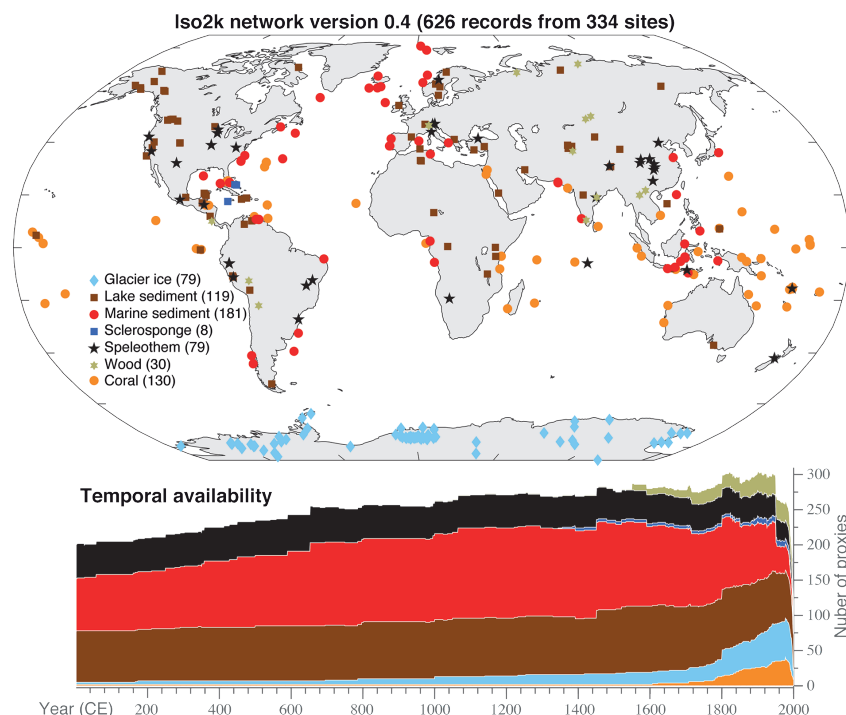 Iso2k network version 0.4 (626 records from 334 sites)
Glacier ice (79)
Lake sediment (119)
Marine sediment (181)
Sclerosponge (8)
Speleothem (79)
Wood (30)
Coral (130)
Temporal availability
300
250
200
150
100
50
0
Nuber of proxies
Year (CE) 200 400 600 800 1000 1200 1400 1600 1800 2000